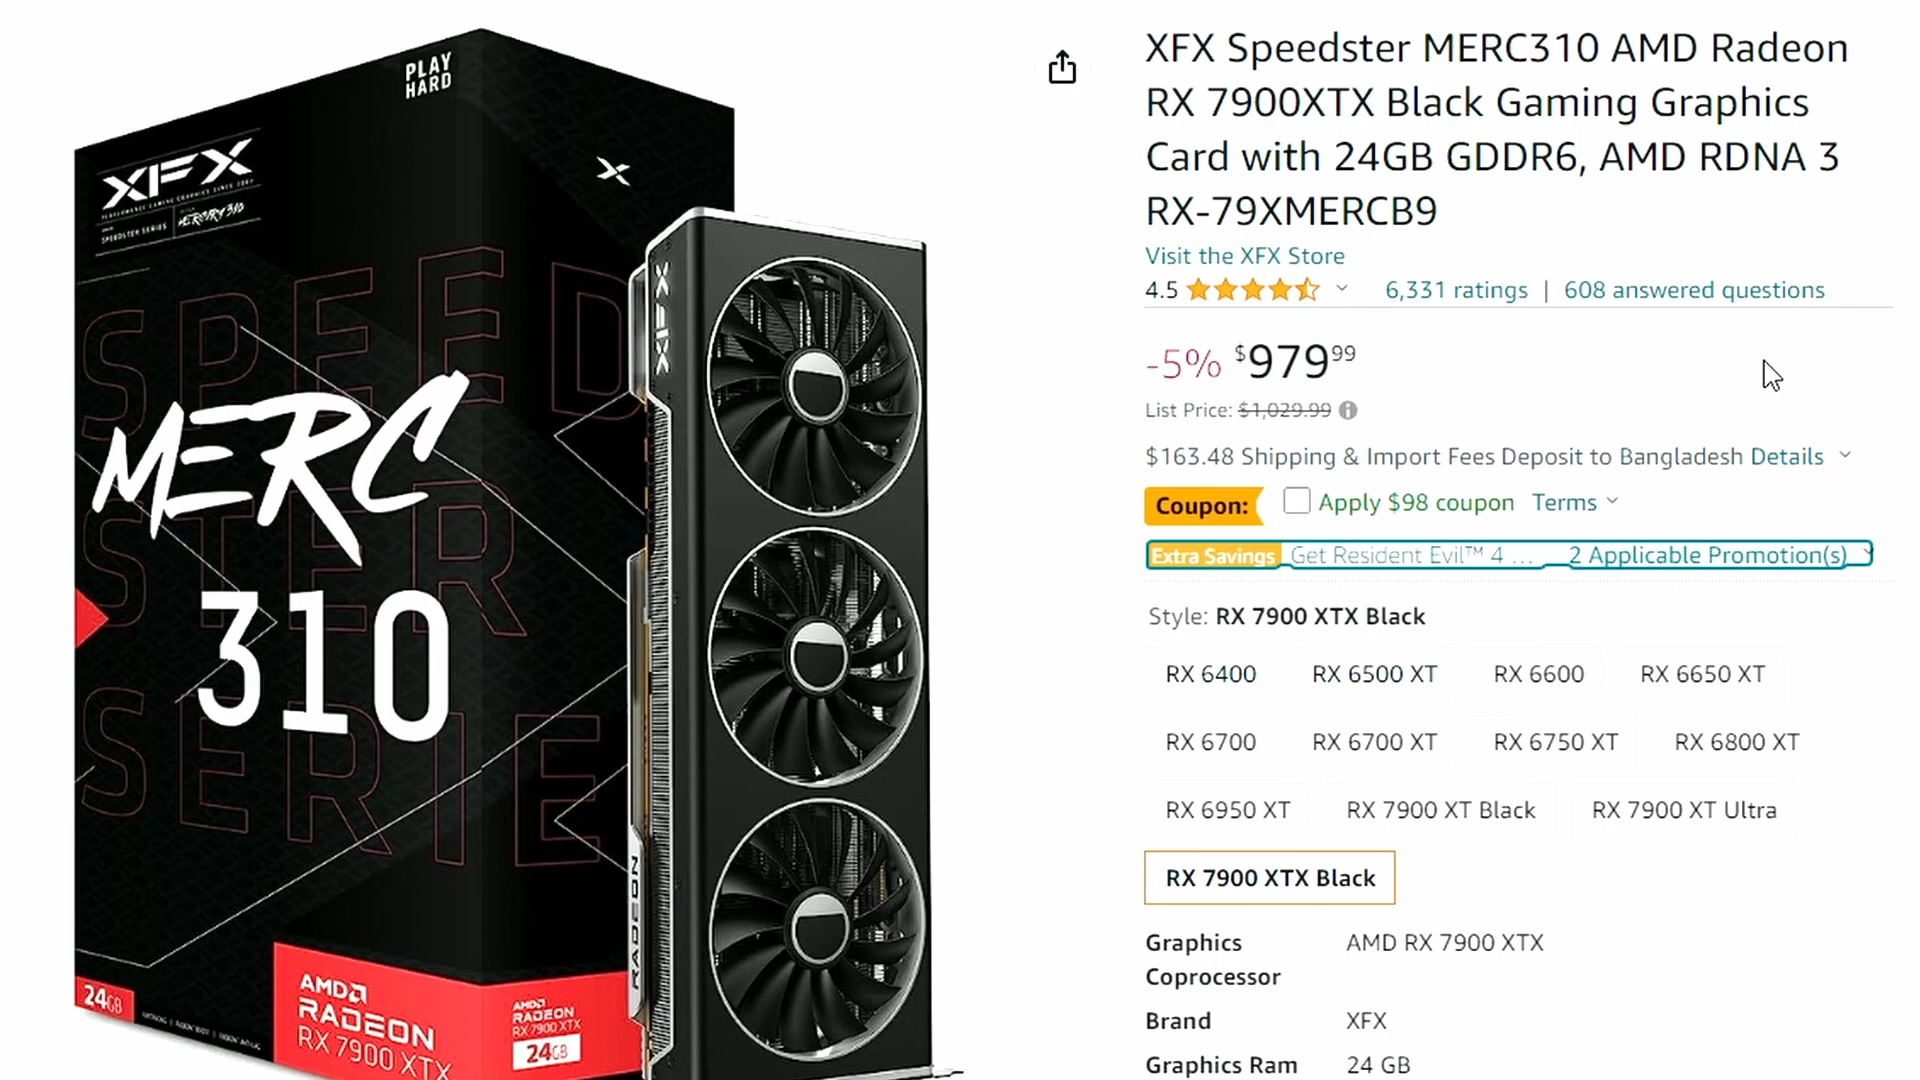 PLAY
HARD
XFX
SPEEDSTER SERIES
MERCURY 310
SPEED
STER
SERIE
MERC
310
24GB
AMD
RADEON
RX 7900 XTX
AMD
RADEON
RX 7900 XTX
24GB
XFX
RADEON
XFX Speedster MERC310 AMD Radeon
RX 7900XTX Black Gaming Graphics
Card with 24GB GDDR6, AMD RDNA 3
RX-79XMERCB9
Visit the XFX Store
4.5 6,331 ratings | 608 answered questions
-5% $979.99
List Price: $1,029.99
$163.48 Shipping & Import Fees Deposit to Bangladesh Details
Coupon: Apply $98 coupon Terms
Extra Savings Get Resident Evil™ 4 ... 2 Applicable Promotion(s)
Style: RX 7900 XTX Black
RX 6400 RX 6500 XT RX 6600 RX 6650 XT
RX 6700 RX 6700 XT RX 6750 XT RX 6800 XT
RX 6950 XT RX 7900 XT Black RX 7900 XT Ultra
RX 7900 XTX Black
Graphics AMD RX 7900 XTX
Coprocessor
Brand XFX
Graphics Ram 24 GB